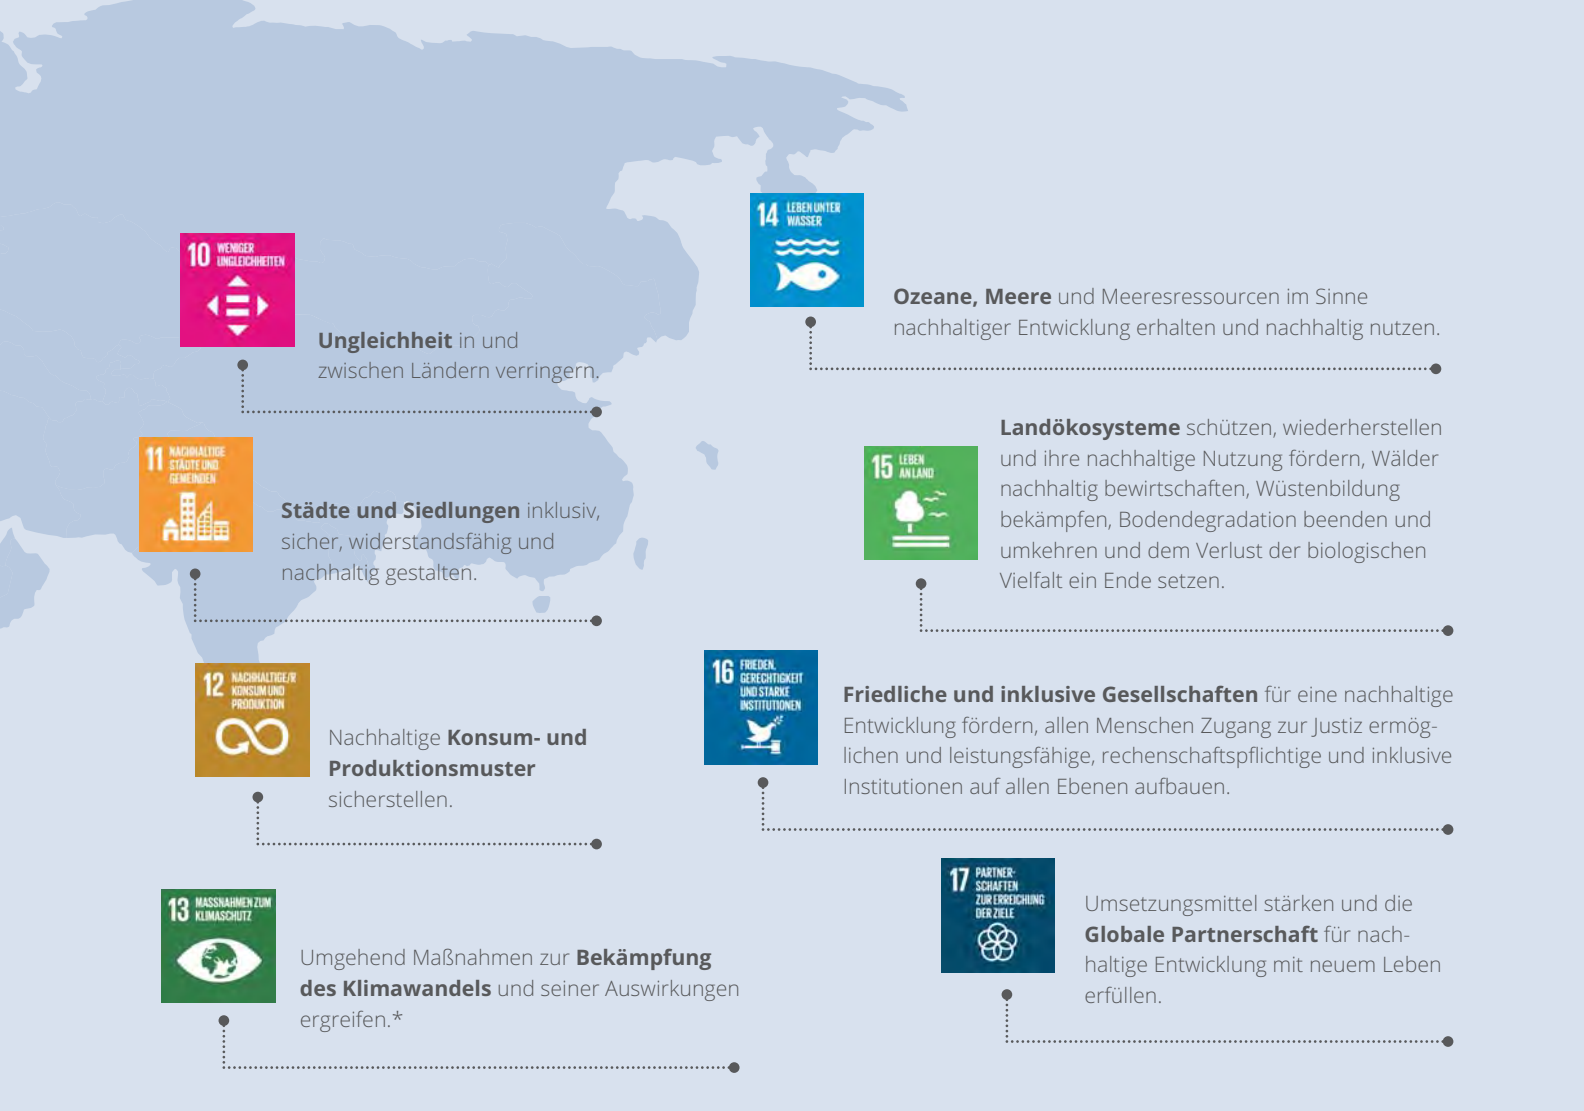 10 WENIGER
UNGLEICHHEITEN
Ungleichheit in und
zwischen Ländern verringern.
11 NACHHALTIGE
STÄDTE UND
GEMEINDEN
Städte und Siedlungen inklusiv,
sicher, widerstandsfähig und
nachhaltig gestalten.
12 NACHHALTIGE/R
KONSUM UND
PRODUKTION
Nachhaltige Konsum- und
Produktionsmuster
sicherstellen.
13 MASSNAHMEN ZUM
KLIMASCHUTZ
Umgehend Maßnahmen zur Bekämpfung
des Klimawandels und seiner Auswirkungen
ergreifen.*
14 LEBEN UNTER
WASSER
Ozeane, Meere und Meeresressourcen im Sinne
nachhaltiger Entwicklung erhalten und nachhaltig nutzen.
15 LEBEN
AN LAND
Landökosysteme schützen, wiederherstellen
und ihre nachhaltige Nutzung fördern, Wälder
nachhaltig bewirtschaften, Wüstenbildung
bekämpfen, Bodendegradation beenden und
umkehren und dem Verlust der biologischen
Vielfalt ein Ende setzen.
16 FRIEDEN,
GERECHTIGKEIT
UND STARKE
INSTITUTIONEN
Friedliche und inklusive Gesellschaften für eine nachhaltige
Entwicklung fördern, allen Menschen Zugang zur Justiz ermög-
lichen und leistungsfähige, rechenschaftspflichtige und inklusive
Institutionen auf allen Ebenen aufbauen.
17 PARTNER-
SCHAFTEN
ZUR ERREICHUNG
DER ZIELE
Umsetzungsmittel stärken und die
Globale Partnerschaft für nach-
haltige Entwicklung mit neuem Leben
erfüllen.